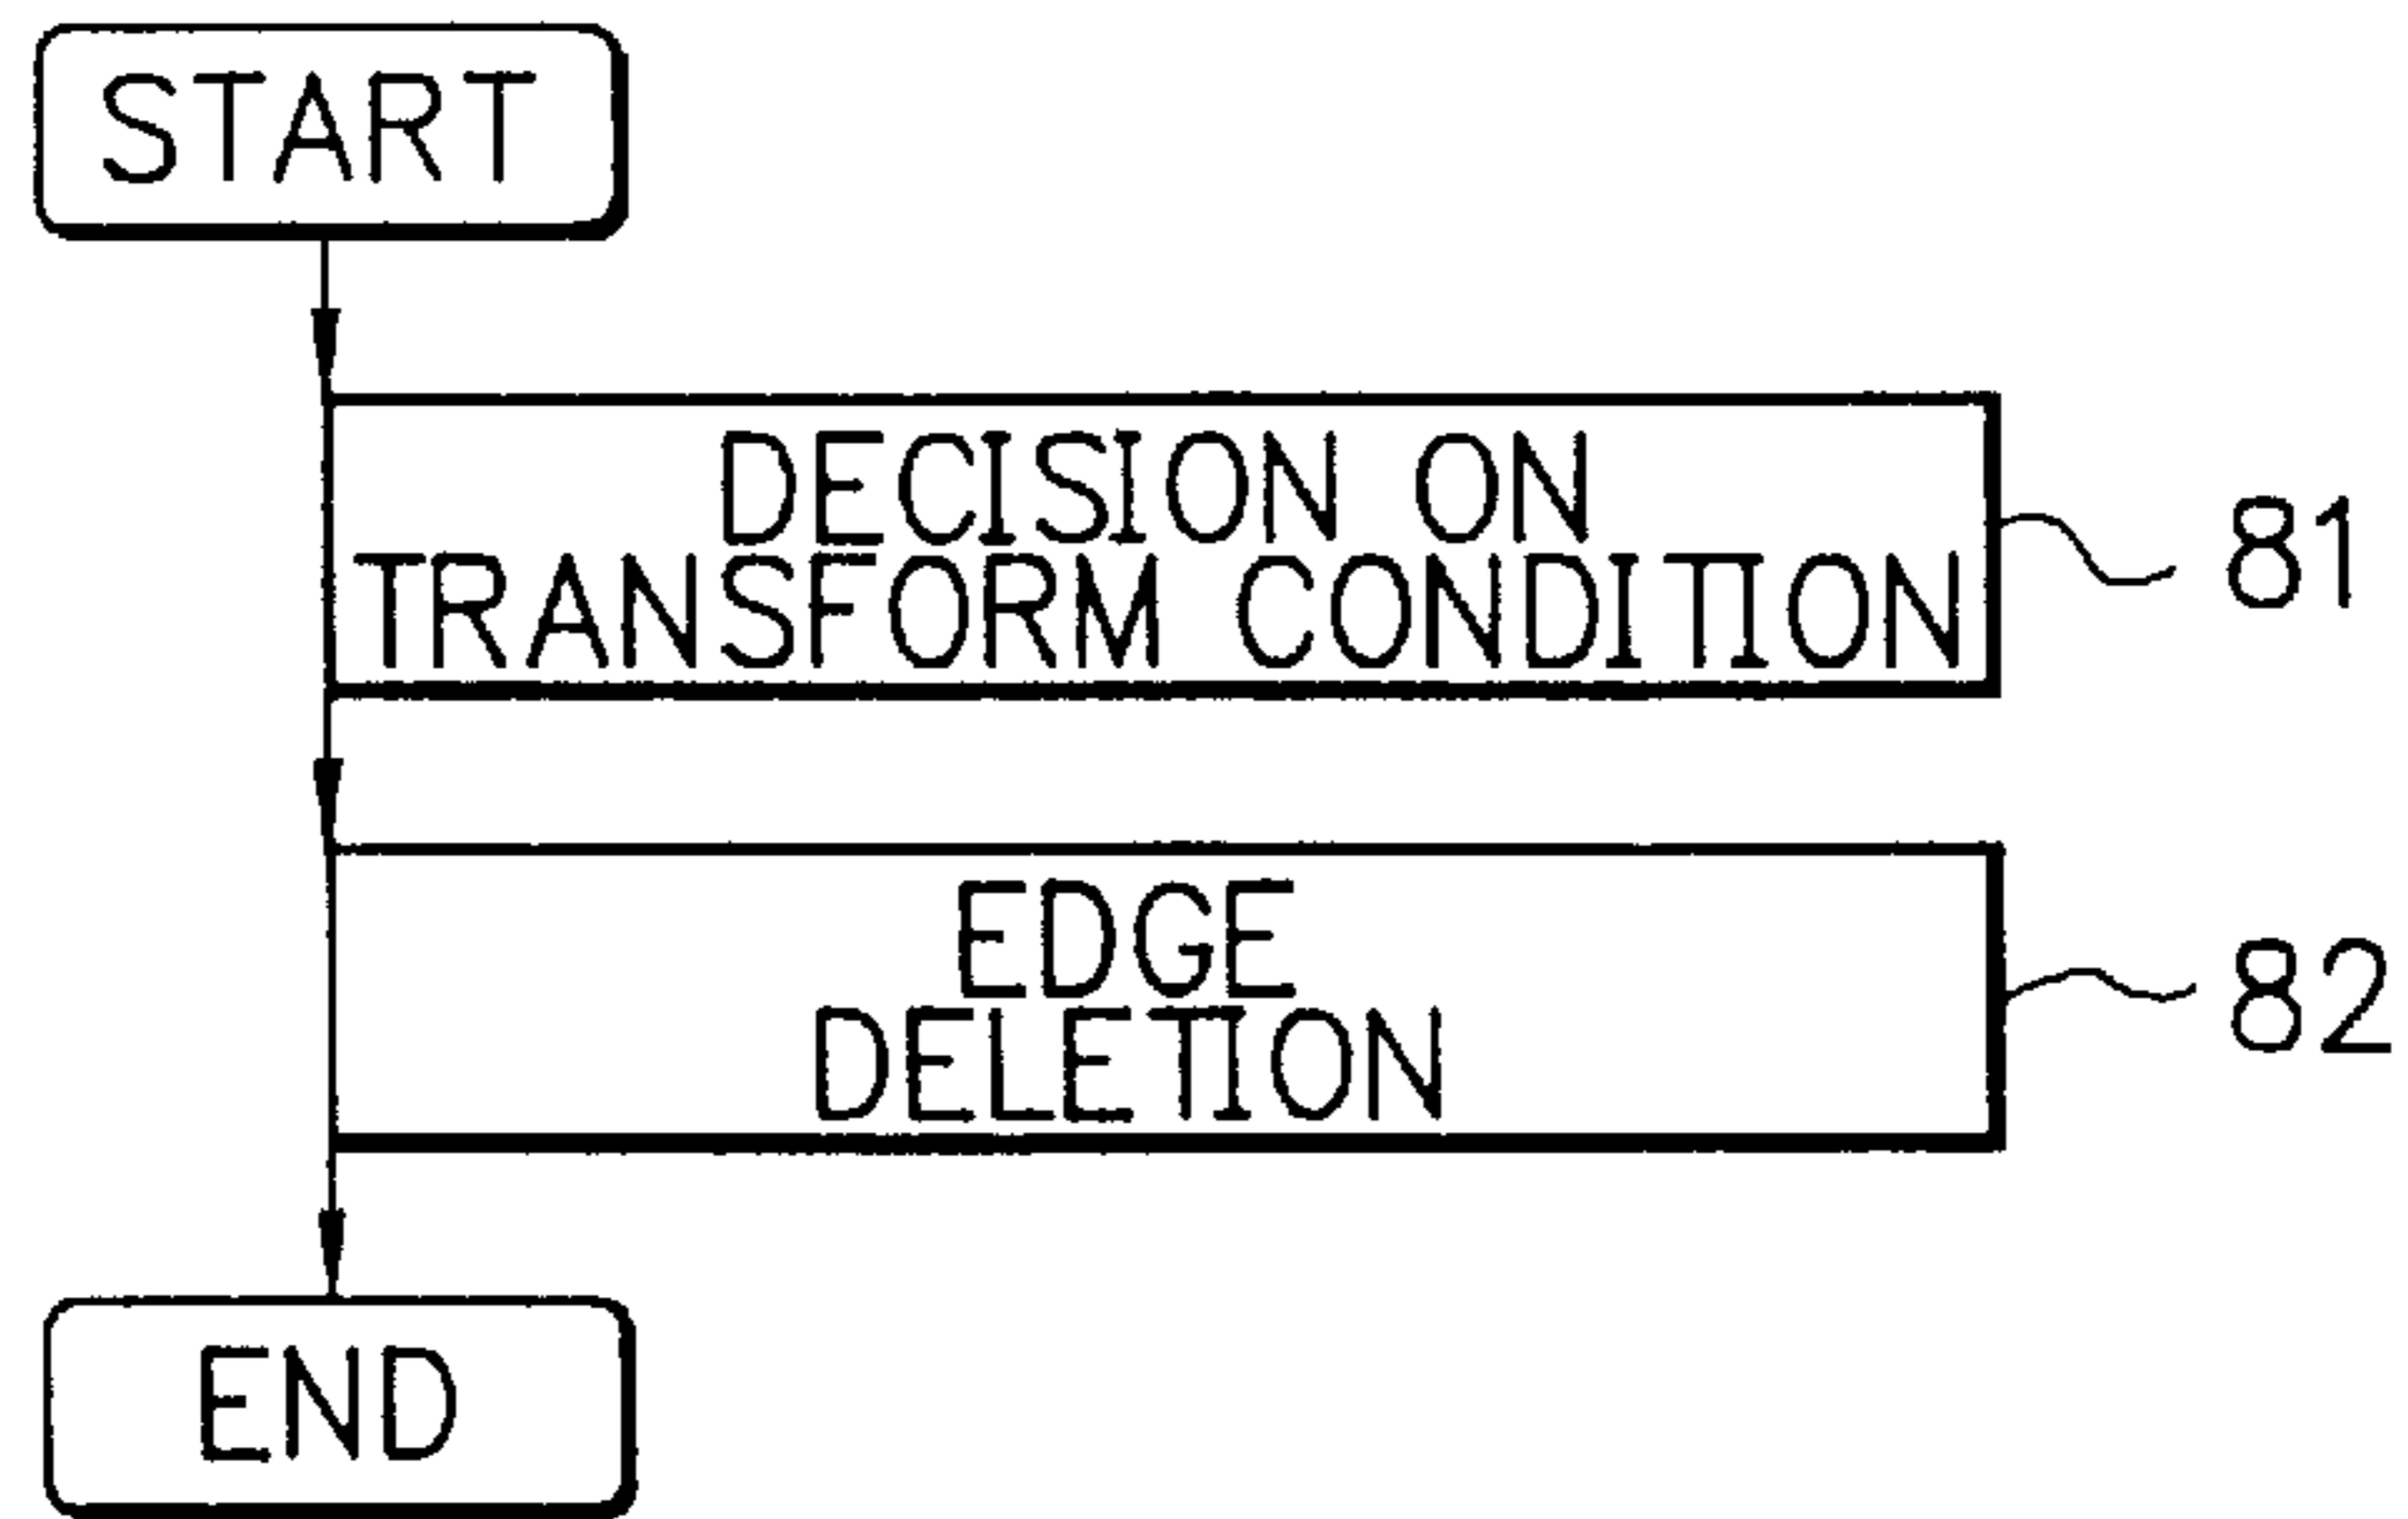 START
DECISION ON
TRANSFORM CONDITION
81
EDGE
DELETION
82
END